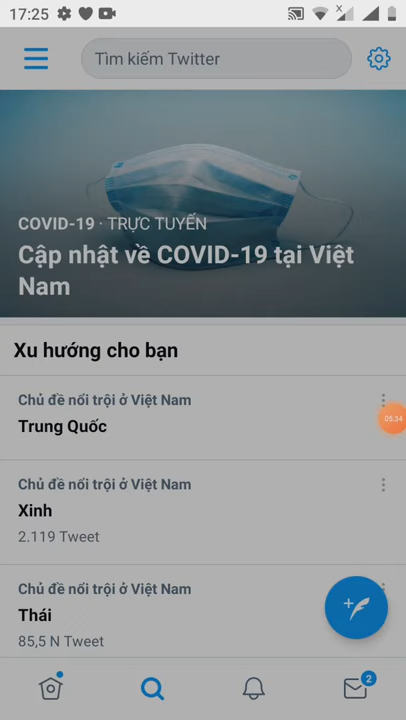 17:25
Tìm kiếm Twitter
COVID-19 · TRỰC TUYẾN
Cập nhật về COVID-19 tại Việt
Nam
Xu hướng cho bạn
Chủ đề nổi trội ở Việt Nam
Trung Quốc
05:34
Chủ đề nổi trội ở Việt Nam
Xinh
2.119 Tweet
Chủ đề nổi trội ở Việt Nam
Thái
85,5 N Tweet
2